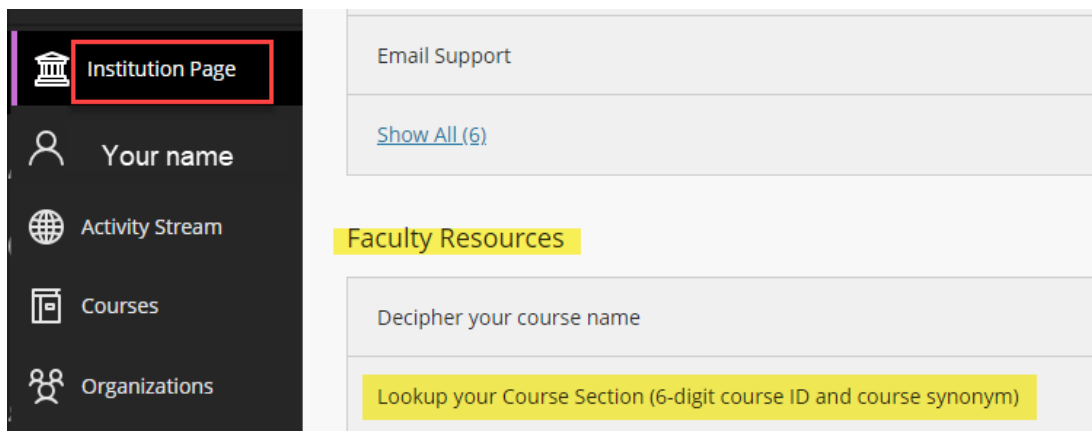 Institution Page
Your name
Activity Stream
Courses
Organizations
Email Support
Show All (6)
Faculty Resources
Decipher your course name
Lookup your Course Section (6-digit course ID and course synonym)